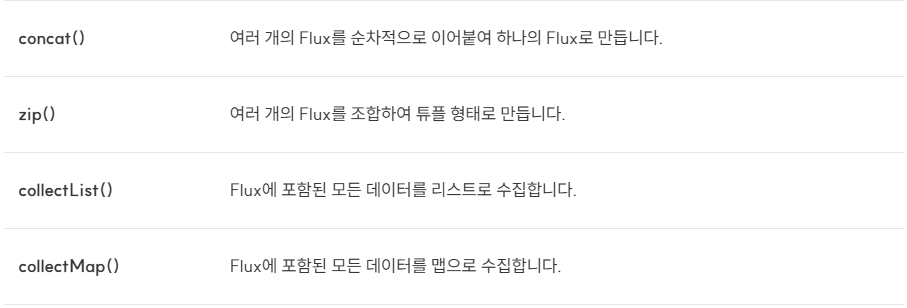 concat() 여러 개의 Flux를 순차적으로 이어붙여 하나의 Flux로 만듭니다.
zip() 여러 개의 Flux를 조합하여 튜플 형태로 만듭니다.
collectList() Flux에 포함된 모든 데이터를 리스트로 수집합니다.
collectMap() Flux에 포함된 모든 데이터를 맵으로 수집합니다.